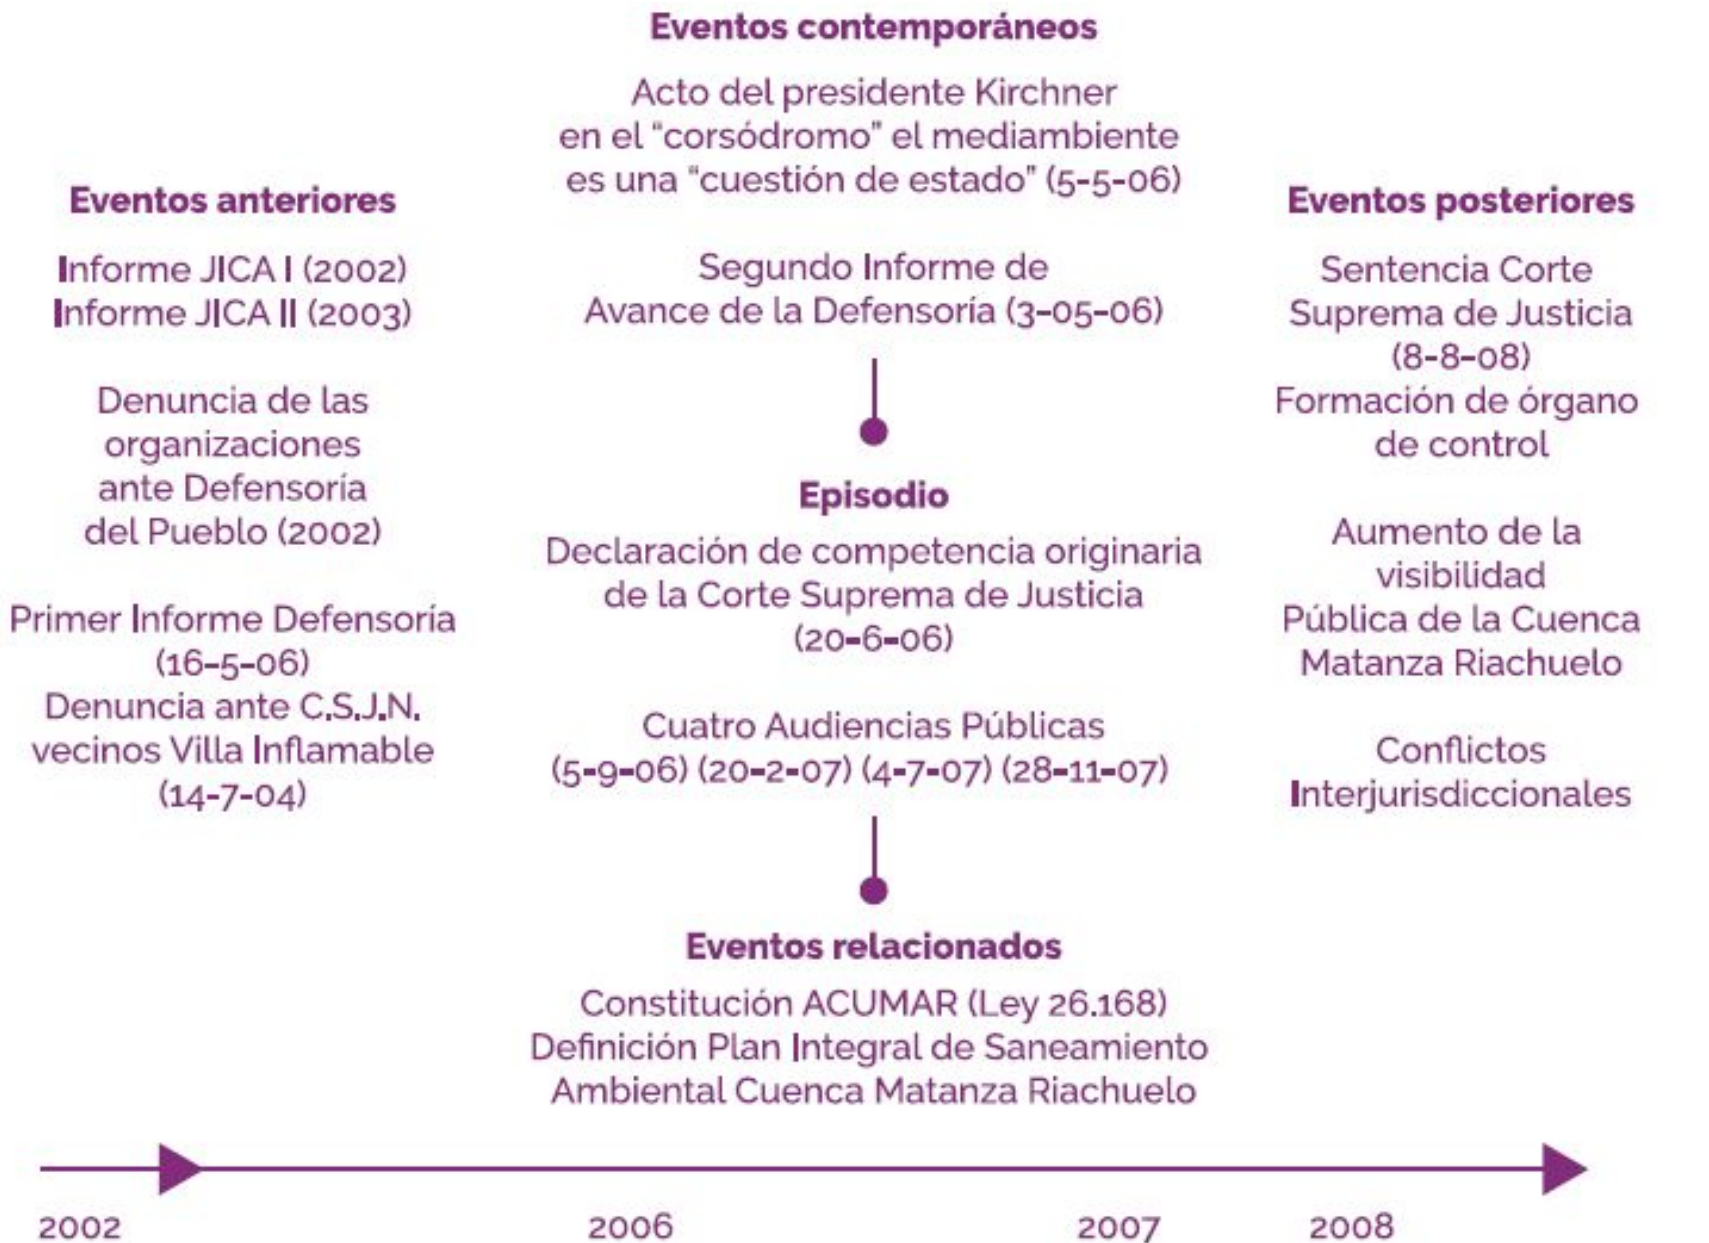 Eventos contemporáneos
Acto del presidente Kirchner
en el “corsódromo” el mediambiente
es una “cuestión de estado” (5-5-06)
Segundo Informe de
Avance de la Defensoría (3-05-06)
Eventos anteriores
Informe JICA I (2002)
Informe JICA II (2003)
Denuncia de las
organizaciones
ante Defensoría
del Pueblo (2002)
Primer Informe Defensoría
(16-5-06)
Denuncia ante C.S.J.N.
vecinos Villa Inflamable
(14-7-04)
Episodio
Declaración de competencia originaria
de la Corte Suprema de Justicia
(20-6-06)
Cuatro Audiencias Públicas
(5-9-06) (20-2-07) (4-7-07) (28-11-07)
Eventos relacionados
Constitución ACUMAR (Ley 26.168)
Definición Plan Integral de Saneamiento
Ambiental Cuenca Matanza Riachuelo
Eventos posteriores
Sentencia Corte
Suprema de Justicia
(8-8-08)
Formación de órgano
de control
Aumento de la
visibilidad
Pública de la Cuenca
Matanza Riachuelo
Conflictos
Interjurisdiccionales
2002
2006
2007
2008